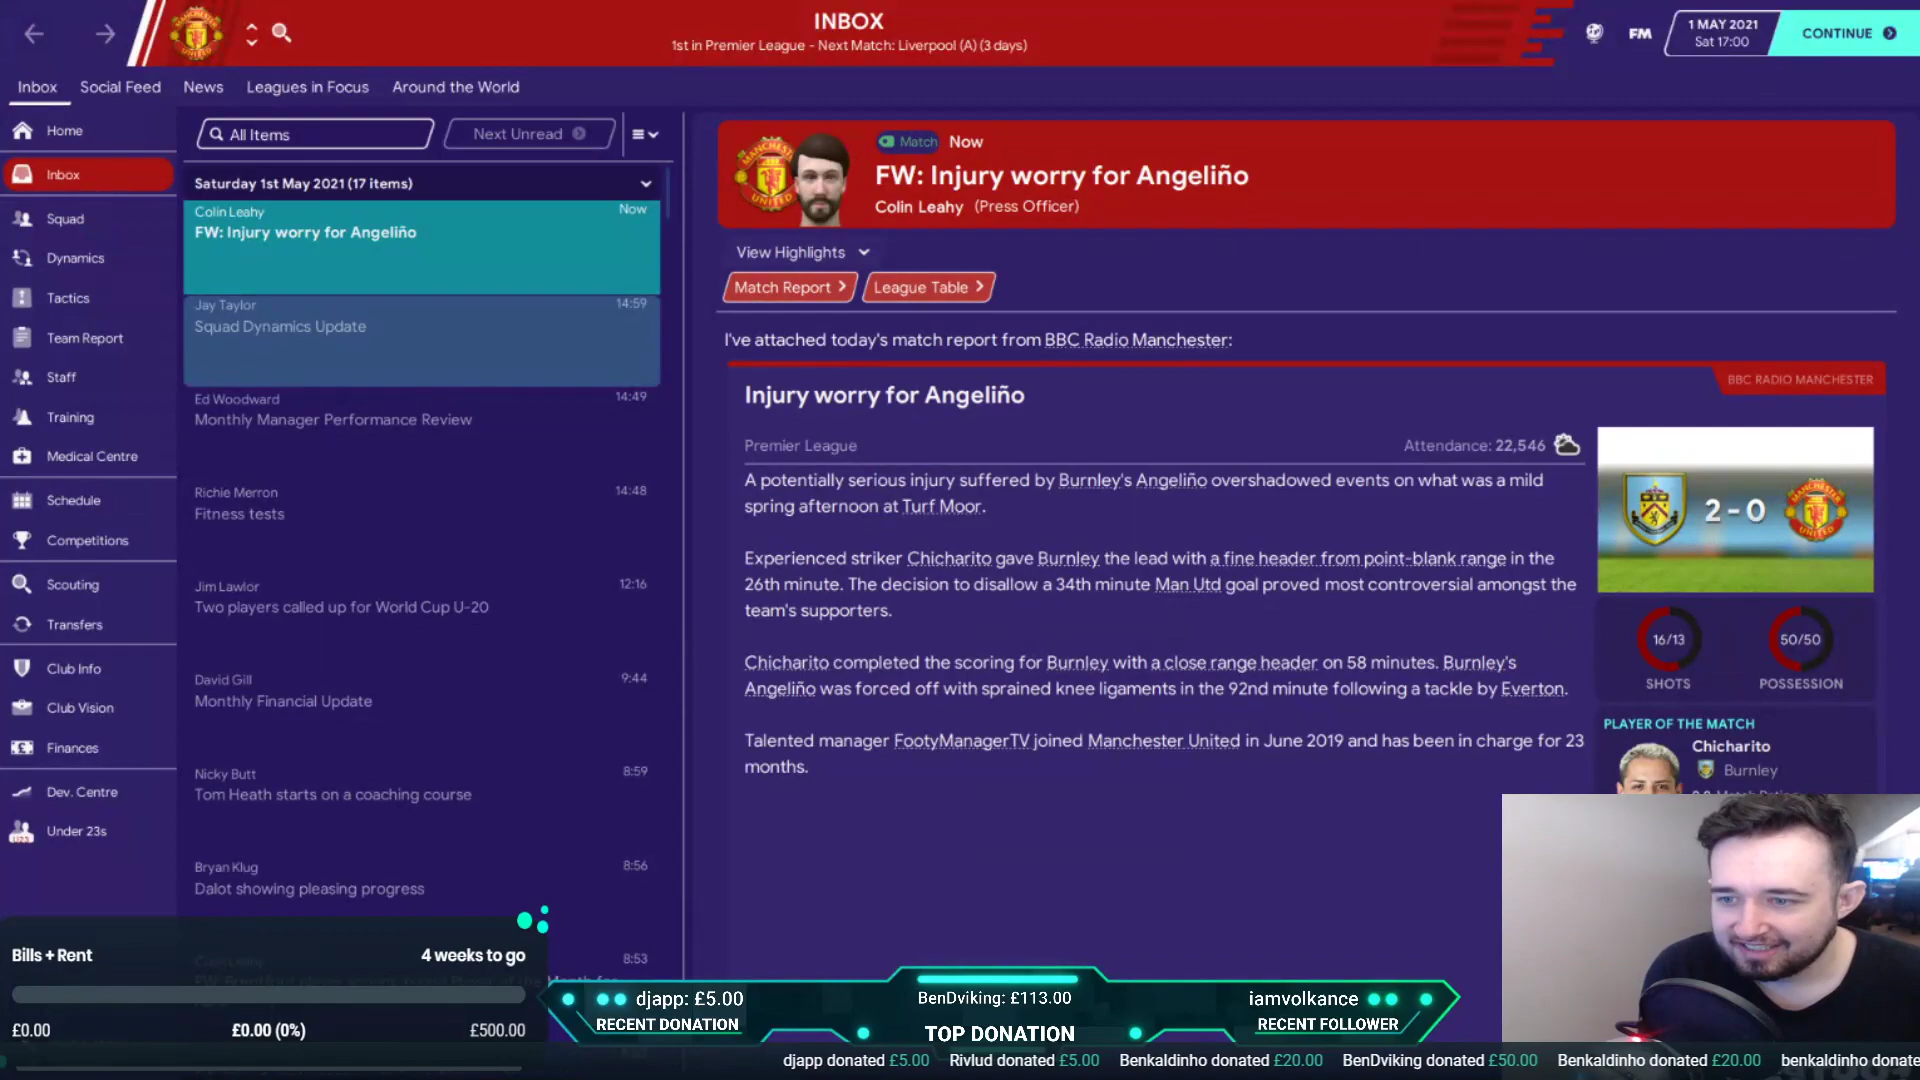 INBOX
1st in Premier League - Next Match: Liverpool (A) (3 days)
FM
1 MAY 2021
Sat 17:00
CONTINUE
Inbox
Social Feed
News
Leagues in Focus
Around the World
Home
Inbox
Squad
Dynamics
Tactics
Team Report
Staff
Training
Medical Centre
Schedule
Competitions
Scouting
Transfers
Club Info
Club Vision
Finances
Dev. Centre
Under 23s
All Items
Next Unread
Saturday 1st May 2021 (17 items)
Colin Leahy
Now
FW: Injury worry for Angeliño
Jay Taylor
14:59
Squad Dynamics Update
Ed Woodward
14:49
Monthly Manager Performance Review
Richie Merron
14:48
Fitness tests
Jim Lawlor
12:16
Two players called up for World Cup U-20
David Gill
9:44
Monthly Financial Update
Nicky Butt
8:59
Tom Heath starts on a coaching course
Bryan Klug
8:56
Dalot showing pleasing progress
8:53
Match
Now
FW: Injury worry for Angeliño
Colin Leahy (Press Officer)
View Highlights
Match Report
League Table
I've attached today's match report from BBC Radio Manchester:
BBC RADIO MANCHESTER
Injury worry for Angeliño
Premier League
Attendance: 22,546
A potentially serious injury suffered by Burnley's Angeliño overshadowed events on what was a mild
spring afternoon at Turf Moor.
Experienced striker Chicharito gave Burnley the lead with a fine header from point-blank range in the
26th minute. The decision to disallow a 34th minute Man Utd goal proved most controversial amongst the
team's supporters.
Chicharito completed the scoring for Burnley with a close range header on 58 minutes. Burnley's
Angeliño was forced off with sprained knee ligaments in the 92nd minute following a tackle by Everton.
Talented manager FootyManagerTV joined Manchester United in June 2019 and has been in charge for 23
months.
2 - 0
16/13
SHOTS
50/50
POSSESSION
PLAYER OF THE MATCH
Chicharito
Burnley
Bills + Rent
4 weeks to go
£0.00
£0.00 (0%)
£500.00
djapp: £5.00
RECENT DONATION
BenDviking: £113.00
TOP DONATION
iamvolkance
RECENT FOLLOWER
djapp donated £5.00
Rivlud donated £5.00
Benkaldinho donated £20.00
BenDviking donated £50.00
Benkaldinho donated £20.00
benkaldinho donate